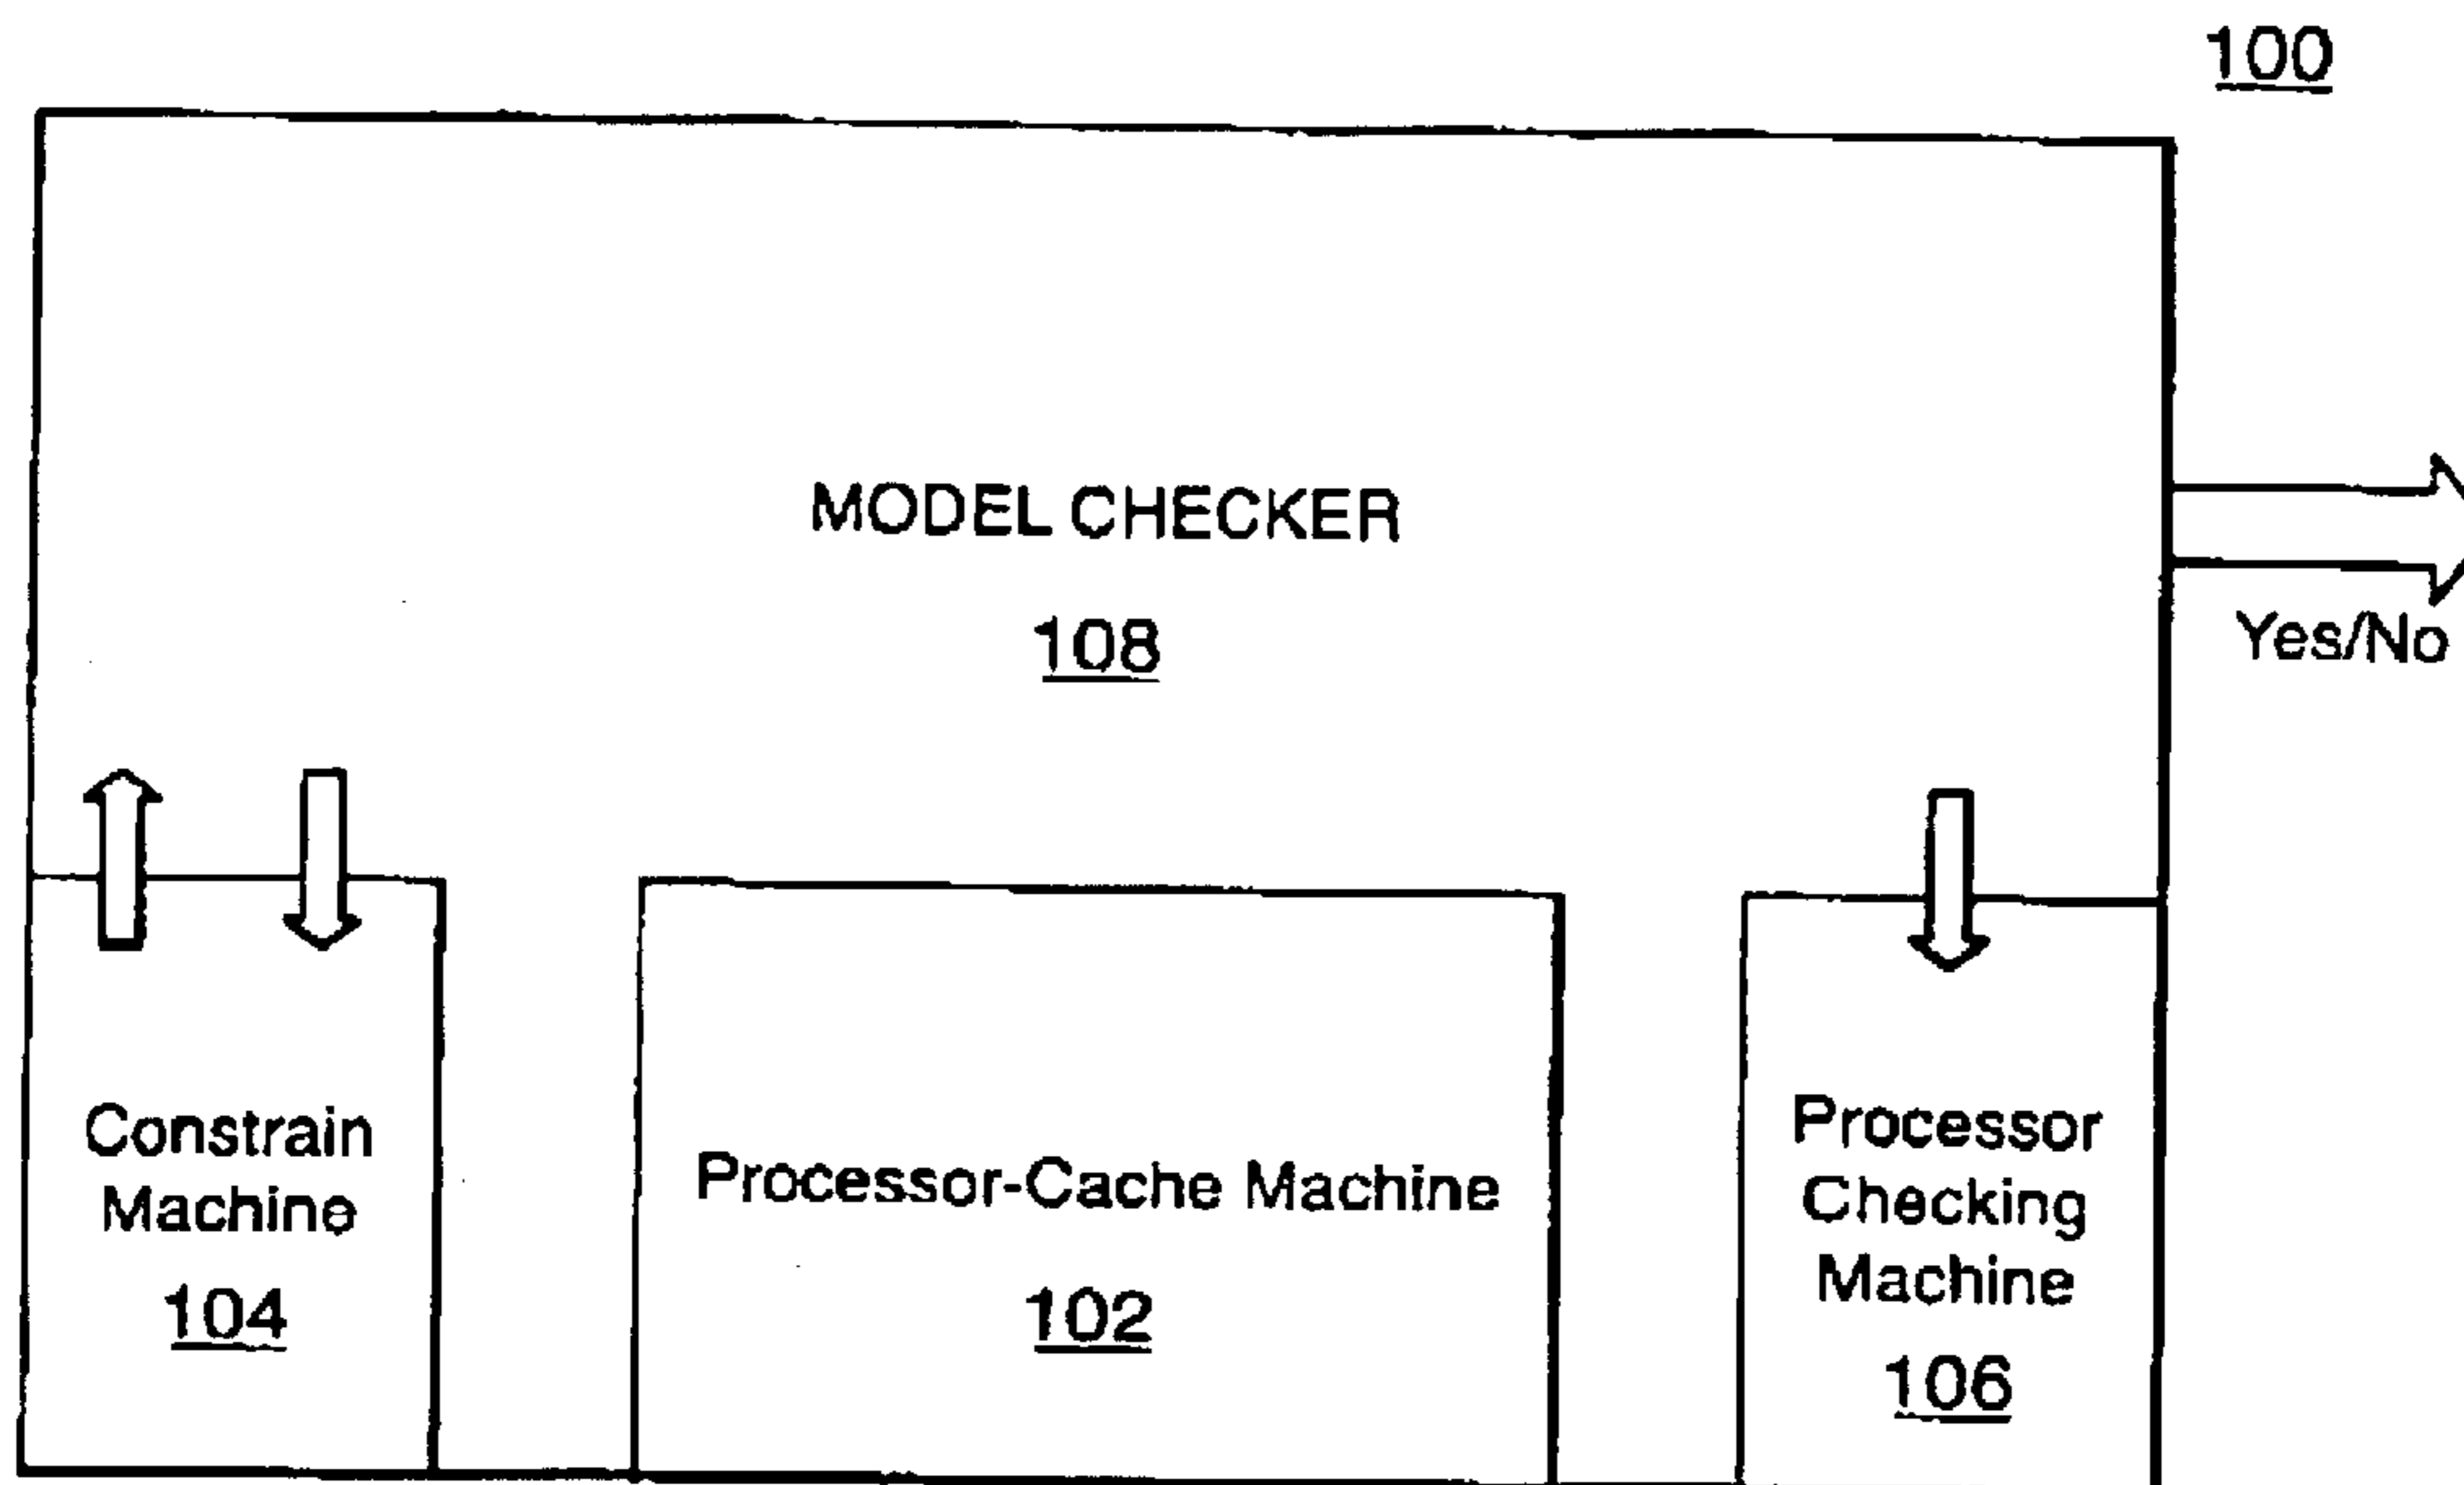 100
MODEL CHECKER
108
Yes/No
Constrain
Machine
104
Processor-Cache Machine
102
Processor
Checking
Machine
106